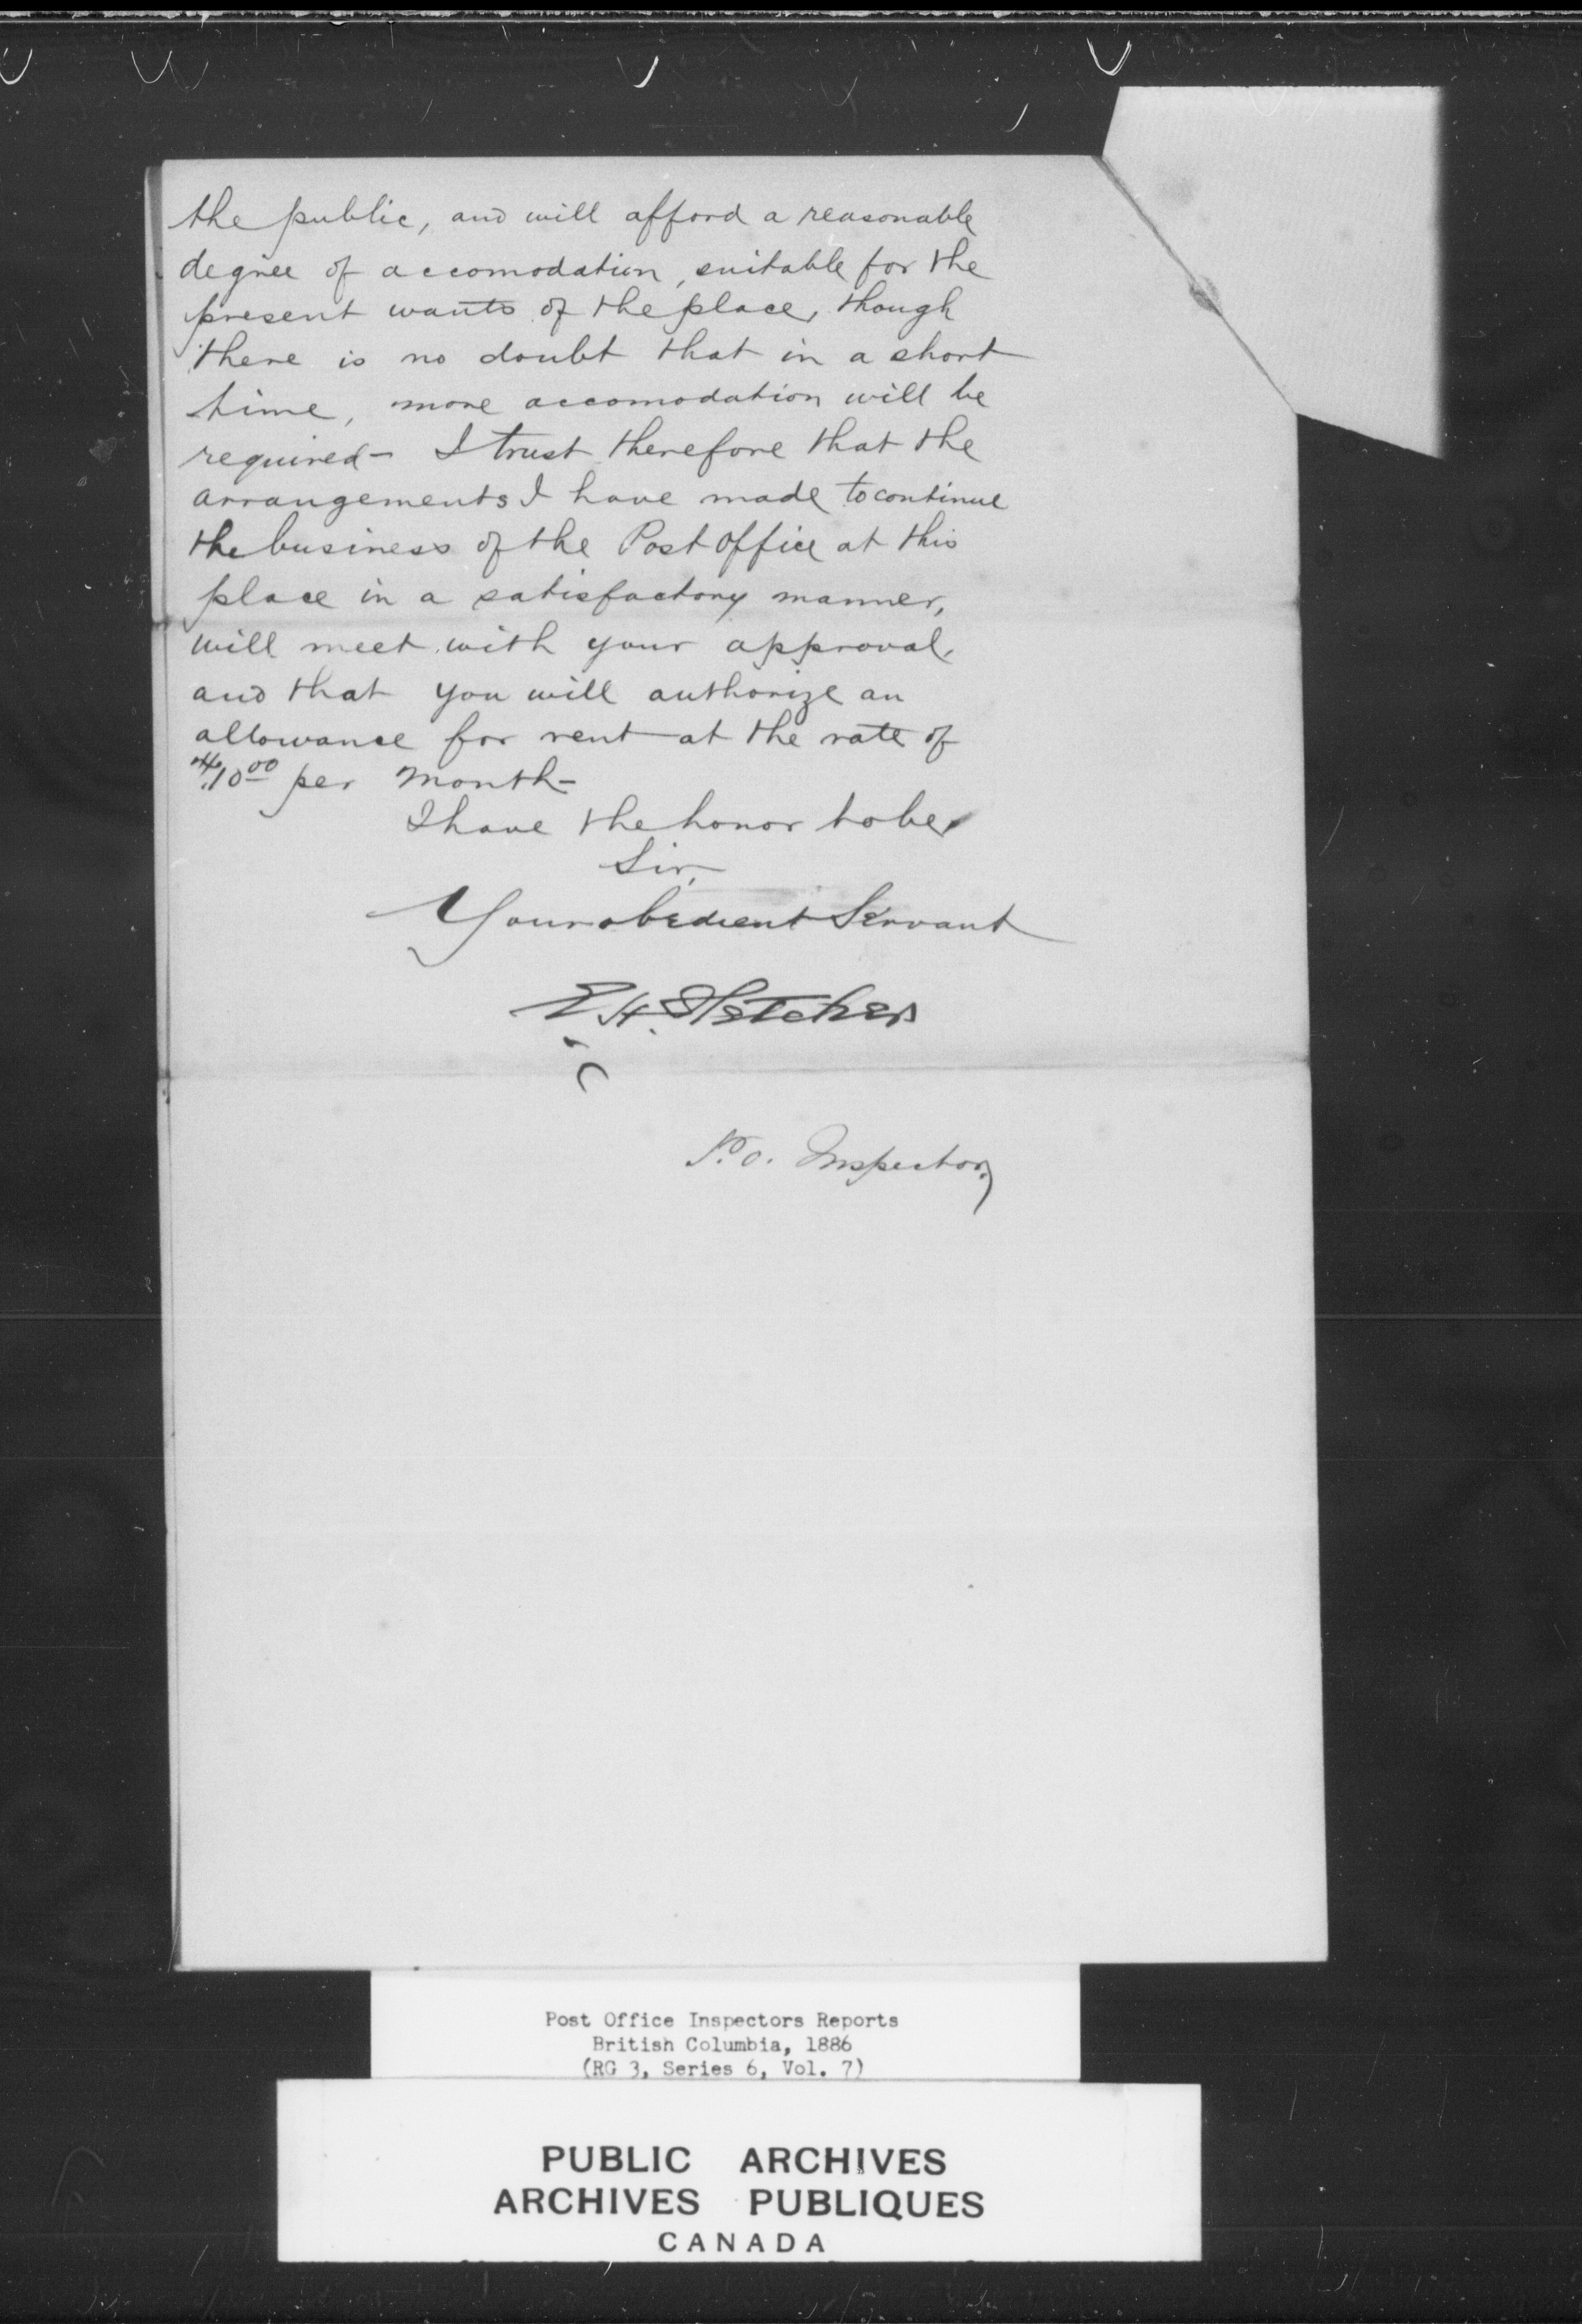 the public, and will afford a reasonable
degree of accomodation, suitable for the
present wants of the place, though
there is no doubt that in a short
time, more accomodation will be
required - I trust therefore that the
arrangements I have made to continue
the business of the Post Office at this
place in a satisfactory manner,
will meet with your approval,
and that you will authorize an
allowance for rent at the rate of
$10.00 per month -
I have the honor to be,
Sir,
Your obedient Servant
E.H. Fletcher
P.O. Inspector
Post Office Inspectors Reports
British Columbia, 1886
(RG 3, Series 6, Vol. 7)
PUBLIC ARCHIVES
ARCHIVES PUBLIQUES
CANADA